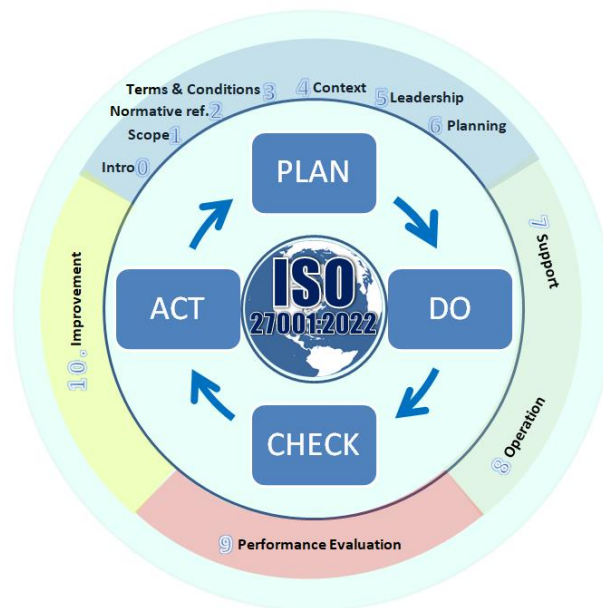 Intro 0
Scope 1
Normative ref. 2
Terms & Conditions 3
4 Context
5 Leadership
6 Planning
7 Support
8 Operation
9 Performance Evaluation
10. Improvement
PLAN
DO
CHECK
ACT
ISO
27001:2022